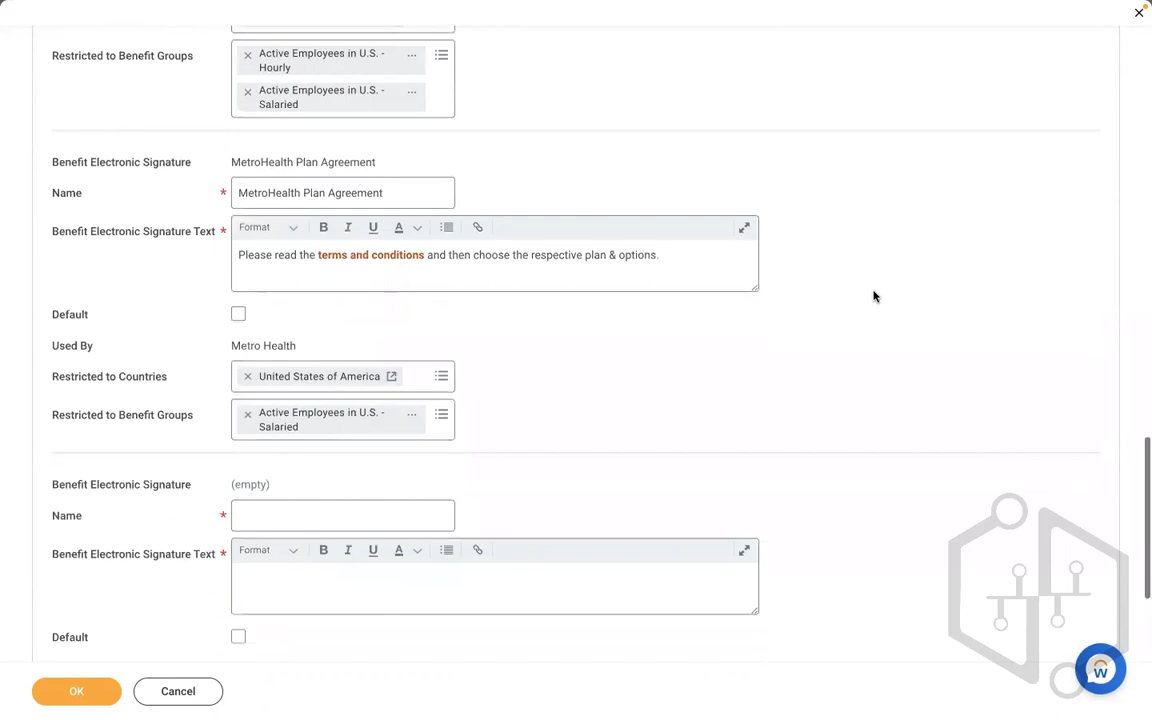 Restricted to Benefit Groups
Active Employees in U.S. -
Hourly
Active Employees in U.S. -
Salaried
Benefit Electronic Signature MetroHealth Plan Agreement
Name * MetroHealth Plan Agreement
Benefit Electronic Signature Text * Format B I U A
Please read the terms and conditions and then choose the respective plan & options.
Default
Used By Metro Health
Restricted to Countries United States of America
Restricted to Benefit Groups Active Employees in U.S. -
Salaried
Benefit Electronic Signature (empty)
Name *
Benefit Electronic Signature Text * Format B I U A
Default
OK Cancel
W